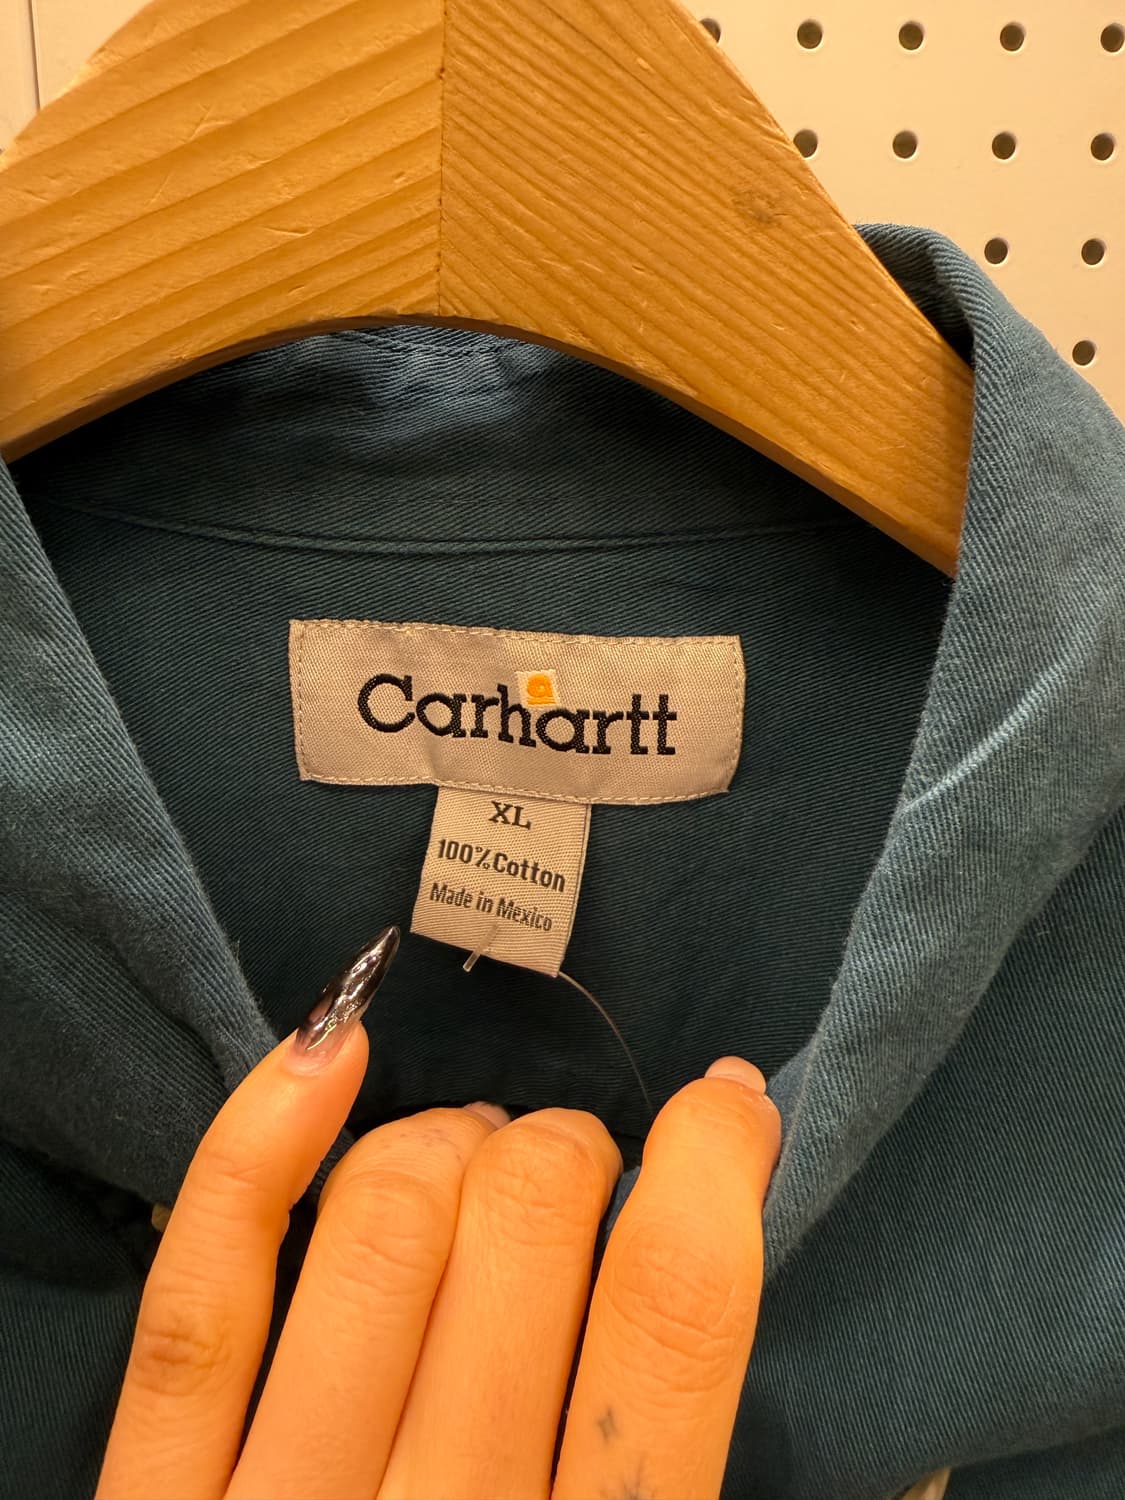 Carhartt
XL
100% Cotton
Made in Mexico